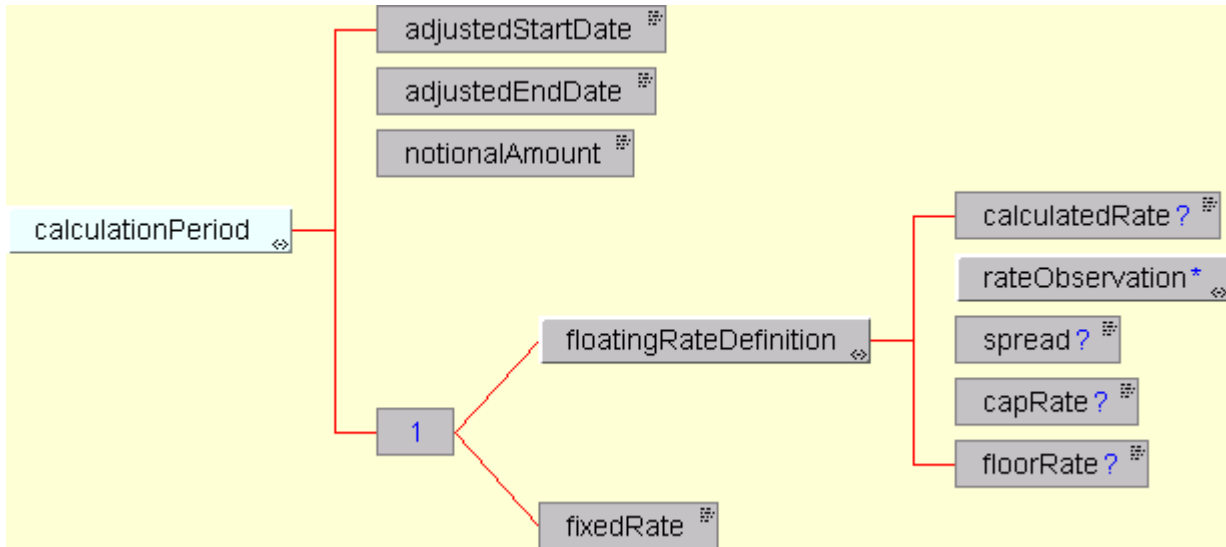 adjustedStartDate
adjustedEndDate
notionalAmount
calculationPeriod
calculatedRate?
rateObservation*
floatingRateDefinition
spread?
capRate?
1
floorRate?
fixedRate